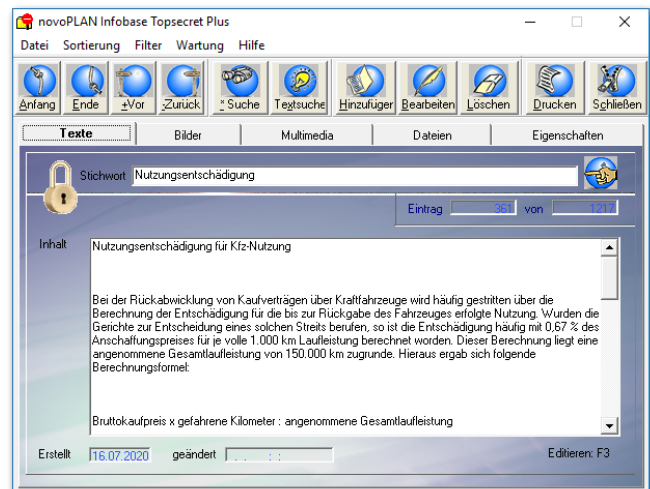 novoPLAN Infobase Topsecret Plus
Datei Sortierung Filter Wartung Hilfe
Anfang Ende +Vor -Zurück * Suche Textsuche Hinzufüger Bearbeiten Löschen Drucken Schließen
Texte Bilder Multimedia Dateien Eigenschaften
Stichwort Nutzungsentschädigung
Eintrag 361 von 1217
Inhalt
Nutzungsentschädigung für Kfz-Nutzung
Bei der Rückabwicklung von Kaufverträgen über Kraftfahrzeuge wird häufig gestritten über die
Berechnung der Entschädigung für die bis zur Rückgabe des Fahrzeuges erfolgte Nutzung. Wurden die
Gerichte zur Entscheidung eines solchen Streits berufen, so ist die Entschädigung häufig mit 0,67 % des
Anschaffungspreises für je volle 1.000 km Laufleistung berechnet worden. Dieser Berechnung liegt eine
angenommene Gesamtlaufleistung von 150.000 km zugrunde. Hieraus ergab sich folgende
Berechnungsformel:
Bruttokaufpreis x gefahrene Kilometer : angenommene Gesamtlaufleistung
Erstellt 16.07.2020 geändert . . : : Editieren: F3